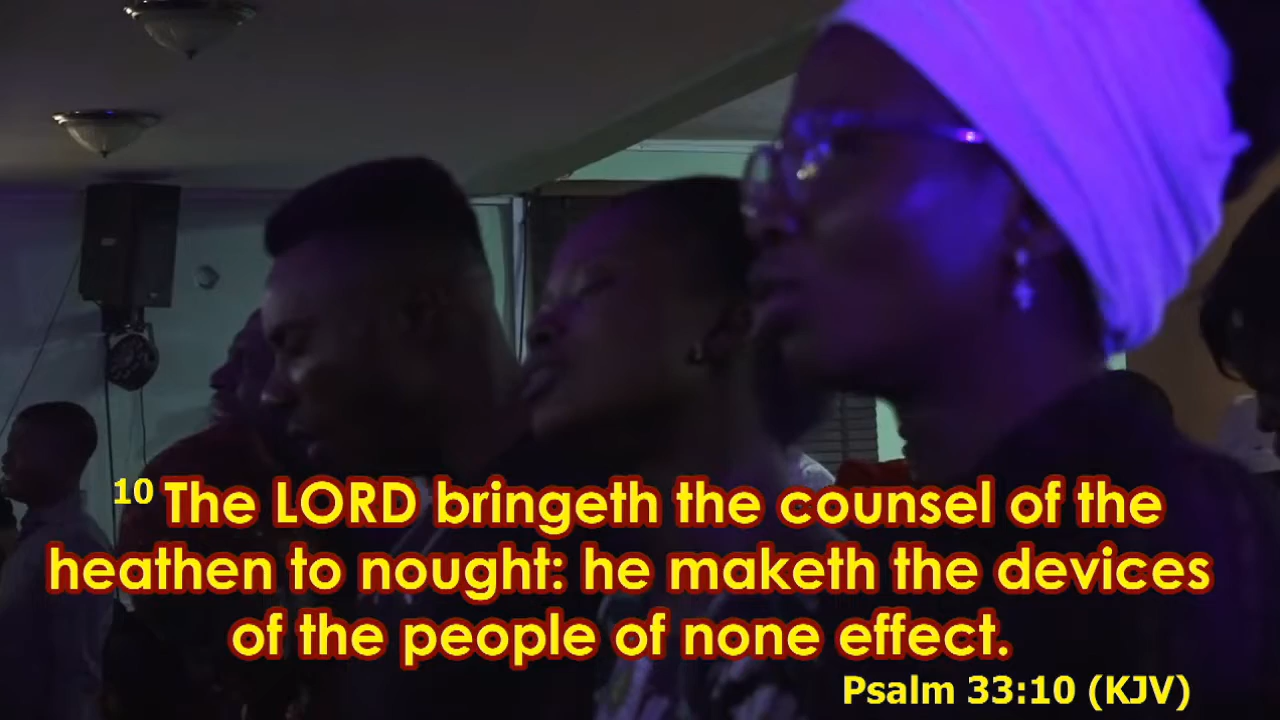 10 The LORD bringeth the counsel of the
heathen to nought: he maketh the devices
of the people of none effect.
Psalm 33:10 (KJV)